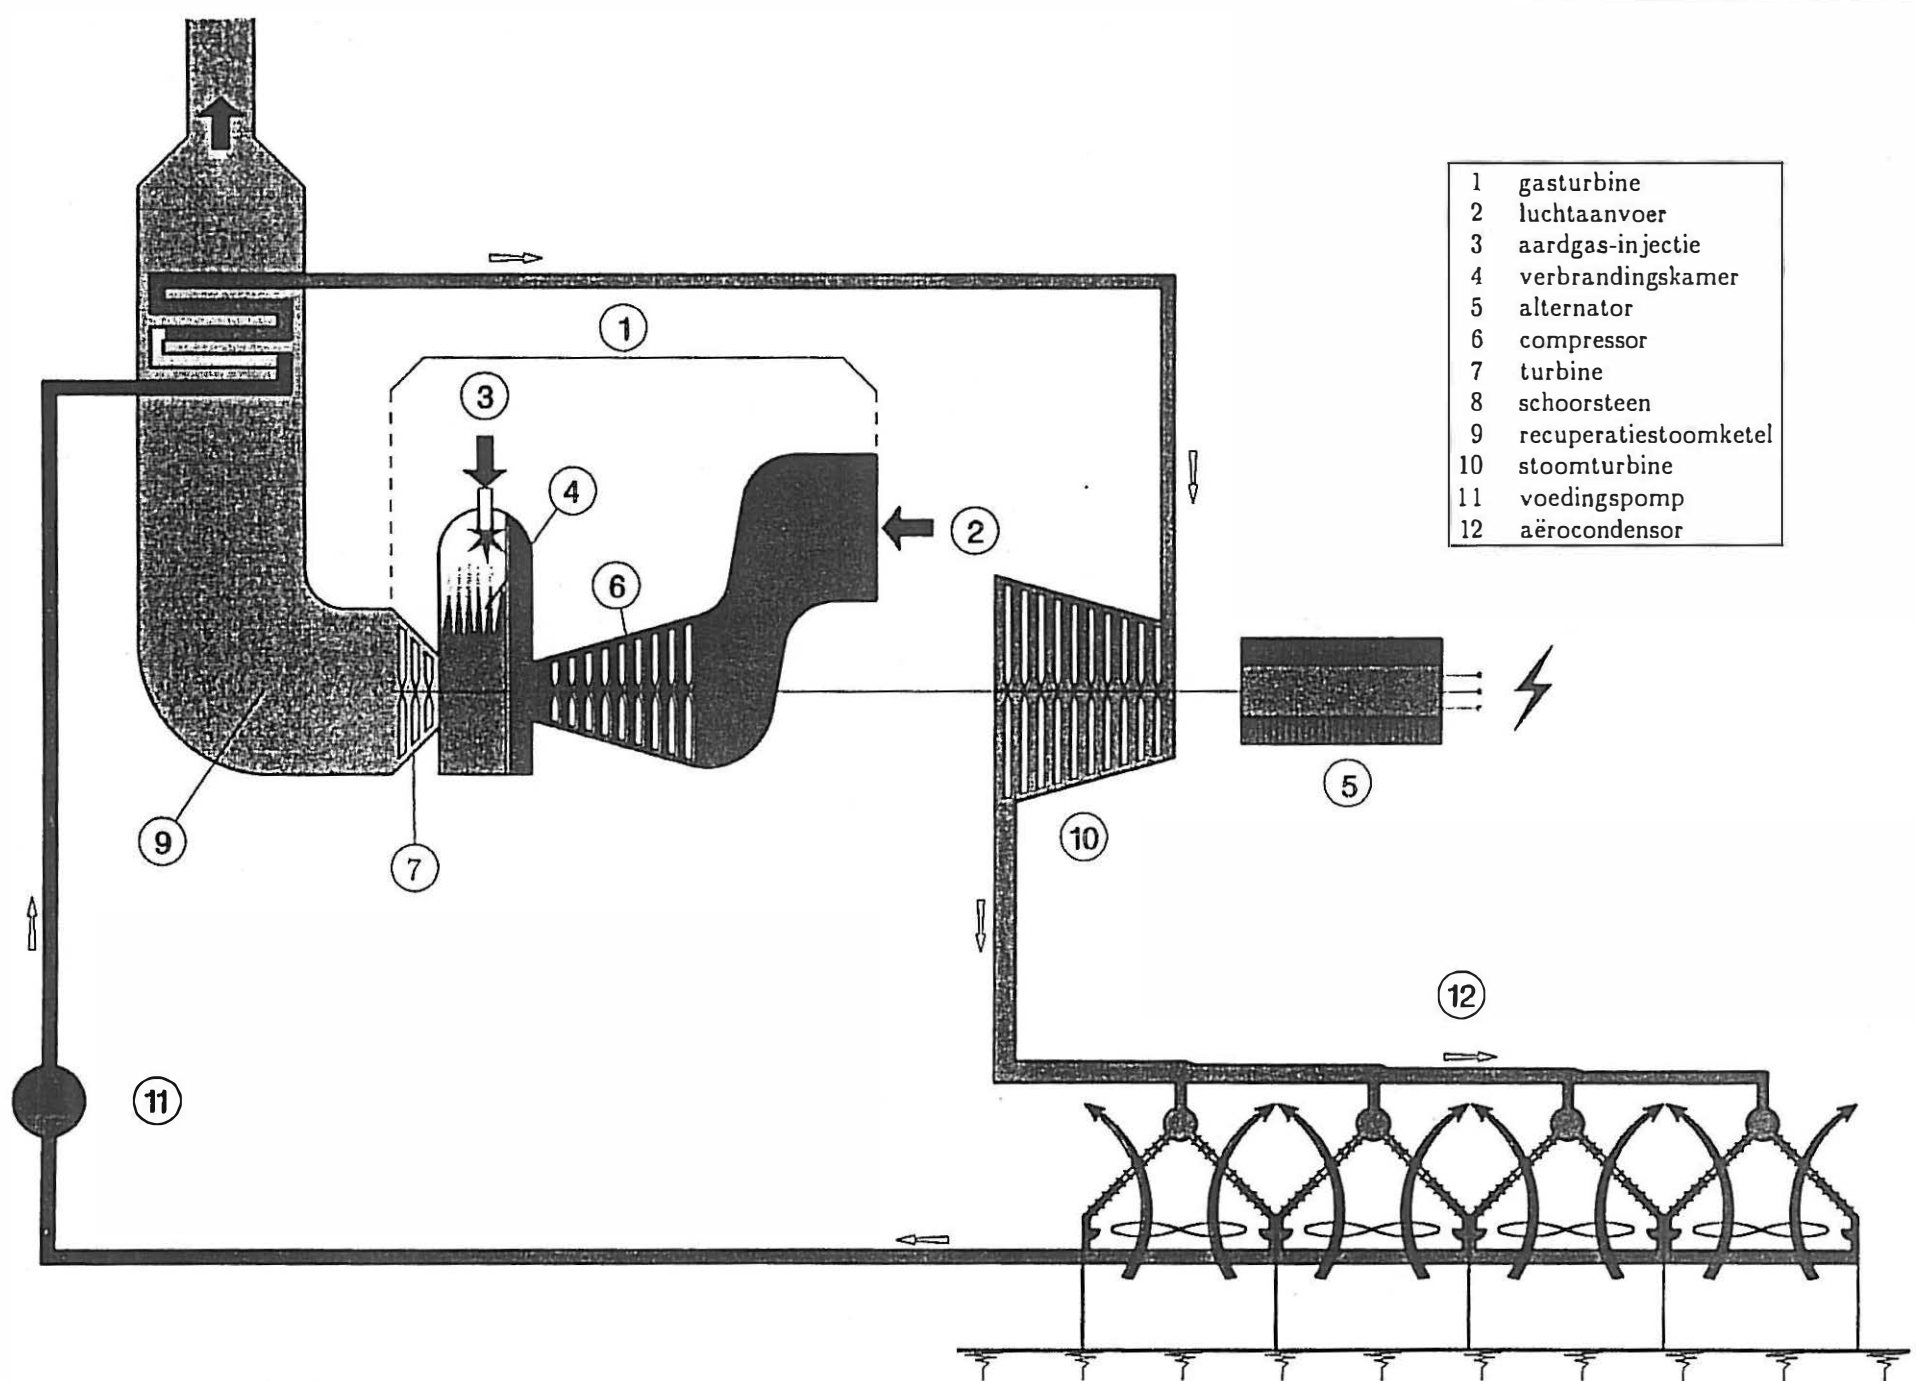 1 gasturbine
2 luchtaanvoer
3 aardgas-injectie
4 verbrandingskamer
5 alternator
6 compressor
7 turbine
8 schoorsteen
9 recuperatiestoomketel
10 stoomturbine
11 voedingspomp
12 aërocondensor
1
3
4
2
6
5
10
9
7
12
11